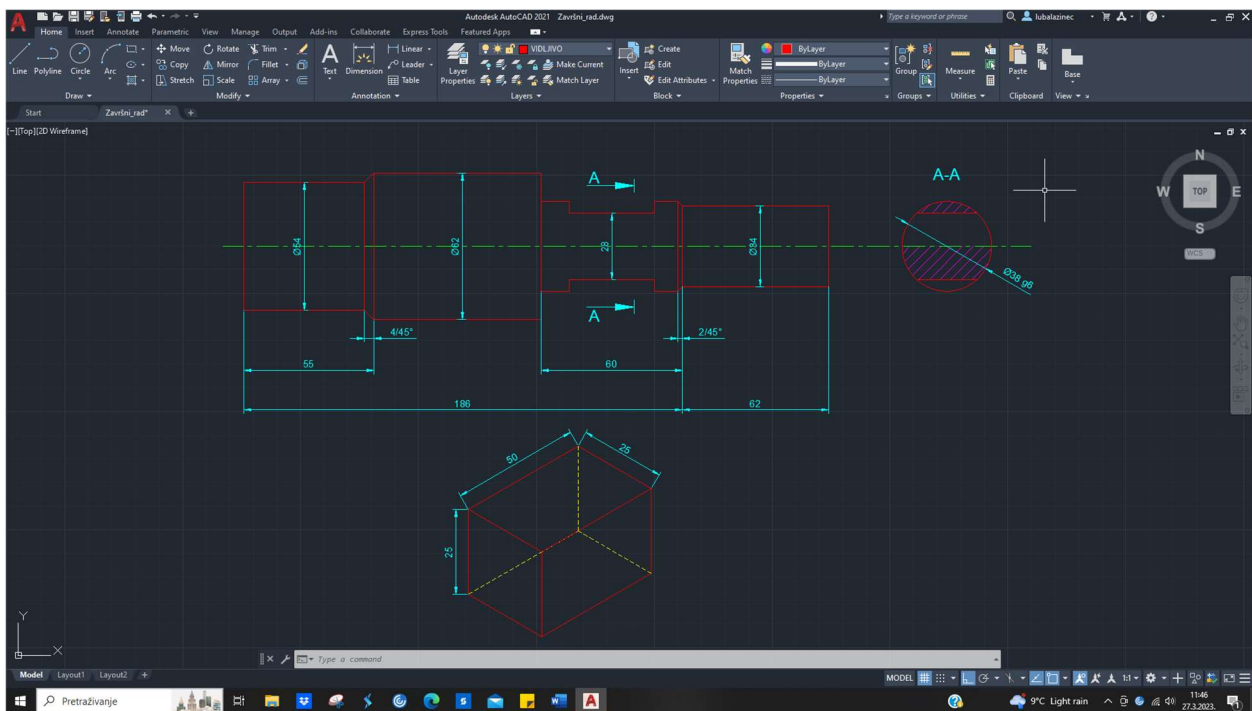 Autodesk AutoCAD 2021 Završni_rad.dwg
Type a keyword or phrase
lubalazinec
Home Insert Annotate Parametric View Manage Output Add-ins Collaborate Express Tools Featured Apps
Line Polyline Circle Arc
Move Rotate Trim
Copy Mirror Fillet
Stretch Scale Array
Text Dimension
Linear
Leader
Table
Layer Properties
VIDLJIVO
Make Current
Match Layer
Insert
Create
Edit
Edit Attributes
Match Properties
ByLayer
ByLayer
ByLayer
Group
Measure
Paste
Base
Draw Modify Annotation Layers Block Properties Groups Utilities Clipboard View
Start Završni_rad*
[−][Top][2D Wireframe]
N
W TOP E
S
WCS
A
A
A-A
Ø54
Ø62
28
Ø34
Ø38 g6
4/45°
2/45°
55
60
186
62
50
25
25
Y
X
Type a command
Model Layout1 Layout2 +
MODEL
1:1
Pretraživanje
9°C Light rain
11:46
27.3.2023.